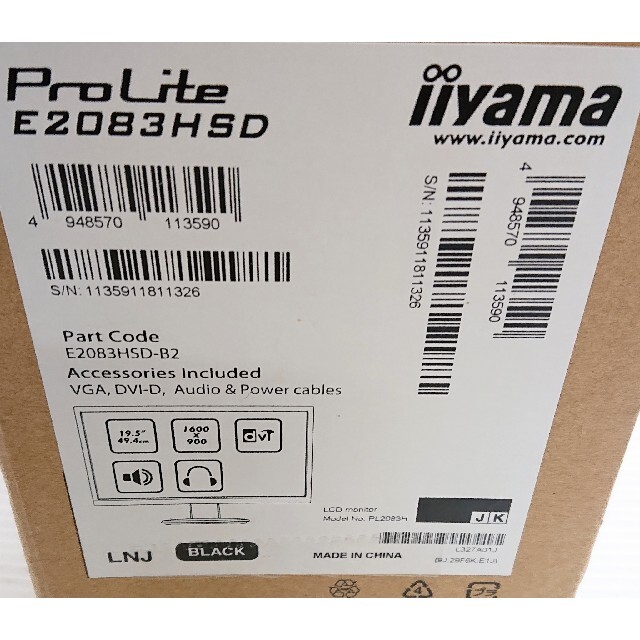 ProLite
E2083HSD
iiyama
www.iiyama.com
4 948570 113590
S/N: 1135911811326
S/N: 1135911811326
4 948570 113590
Part Code
E2083HSD-B2
Accessories Included
VGA, DVI-D, Audio & Power cables
19.5"
49.4cm
1600
X
900
dvi
LCD monitor
Model No. PL2083H
J K
LNJ
BLACK
MADE IN CHINA